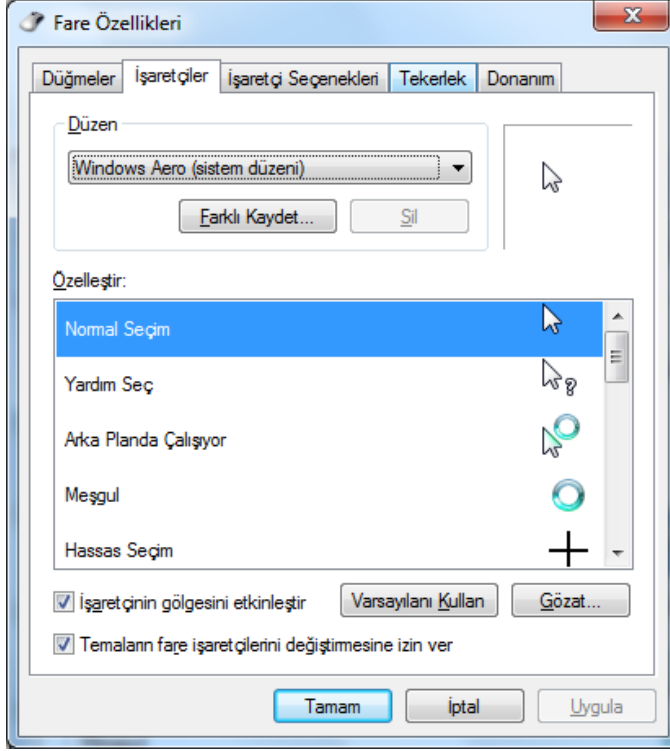 Fare Özellikleri
Düğmeler İşaretçiler İşaretçi Seçenekleri Tekerlek Donanım
Düzen
Windows Aero (sistem düzeni)
Farklı Kaydet... Sil
Özelleştir:
Normal Seçim
Yardım Seç
Arka Planda Çalışıyor
Meşgul
Hassas Seçim
İşaretçinin gölgesini etkinleştir Varsayılanı Kullan Gözat...
Temaların fare işaretçilerini değiştirmesine izin ver
Tamam İptal Uygula